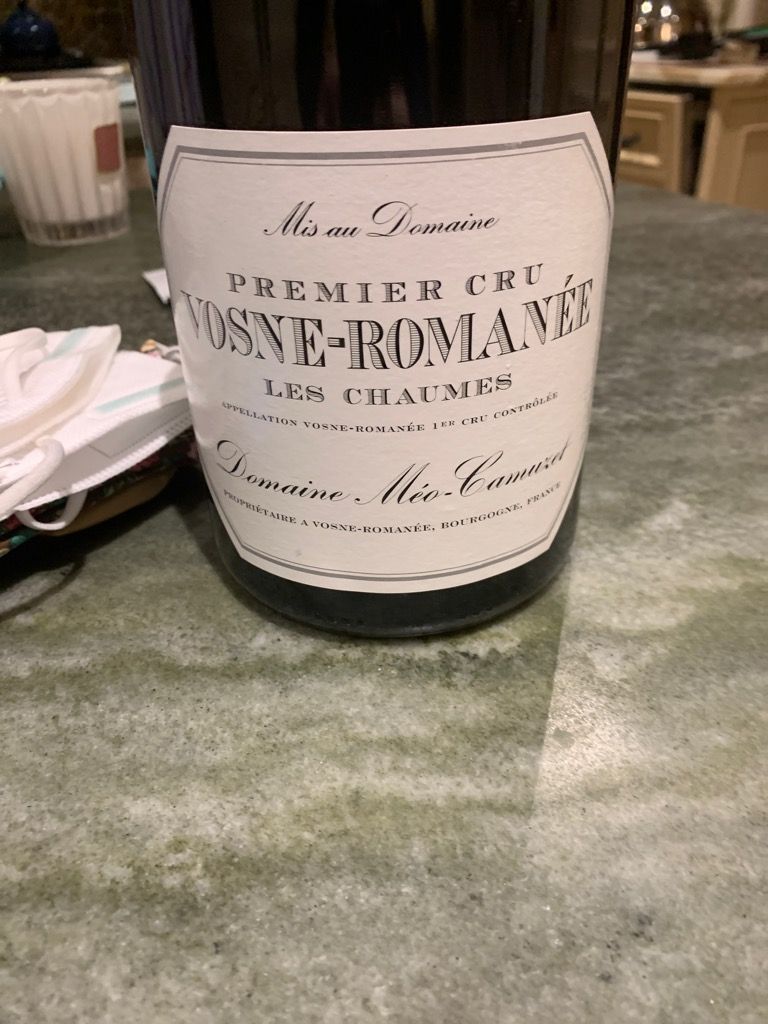 Mis au Domaine
PREMIER CRU
VOSNE-ROMANÉE
LES CHAUMES
APPELLATION VOSNE-ROMANÉE 1ER CRU CONTRÔLÉE
Domaine Méo-Camuzet
PROPRIÉTAIRE A VOSNE-ROMANÉE, BOURGOGNE, FRANCE